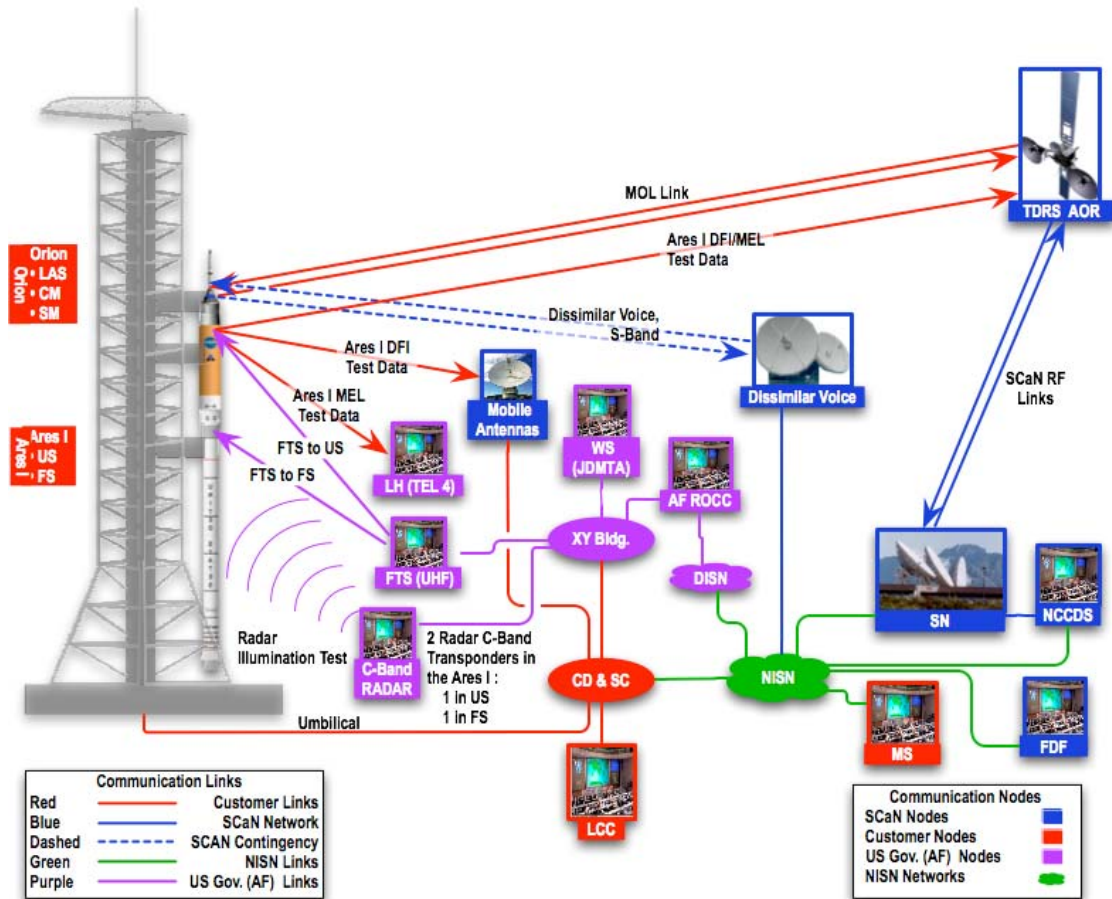 MOL Link
TDRS AOR
Ares I DFI/MEL
Test Data
Orion
• LAS
• CM
• SM
Orion
Dissimilar Voice,
S-Band
SCaN RF
Links
Ares I DFI
Test Data
Ares I MEL
Test Data
Mobile
Antennas
Dissimilar Voice
WS
(JDMTA)
Ares I
• US
• FS
Ares I
FTS to US
FTS to FS
LH (TEL 4)
AF ROCC
XY Bldg.
FTS (UHF)
DISN
SN
NCCDS
Radar
Illumination Test
C-Band
RADAR
2 Radar C-Band
Transponders in
the Ares I :
1 in US
1 in FS
CD & SC
NISN
Umbilical
MS
FDF
LCC
Communication Links
Red Customer Links
Blue SCaN Network
Dashed SCAN Contingency
Green NISN Links
Purple US Gov. (AF) Links
Communication Nodes
SCaN Nodes
Customer Nodes
US Gov. (AF) Nodes
NISN Networks